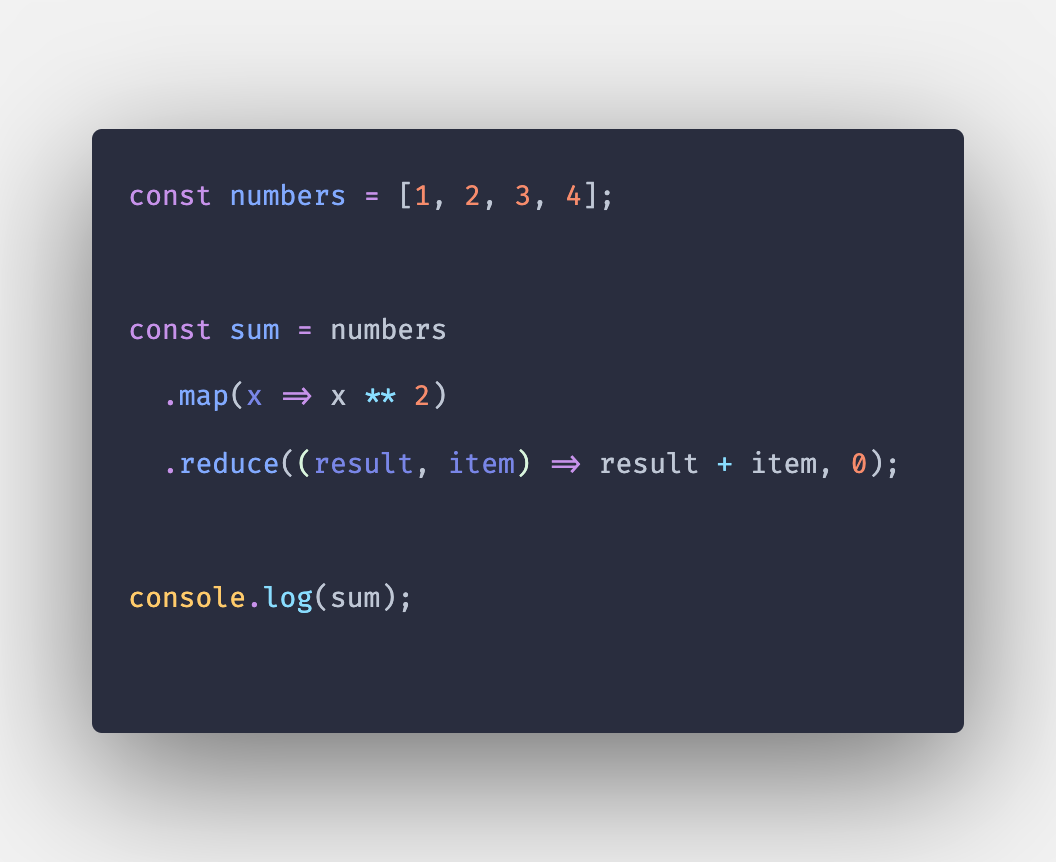 const numbers = [1, 2, 3, 4];
const sum = numbers
.map(x => x ** 2)
.reduce((result, item) => result + item, 0);
console.log(sum);